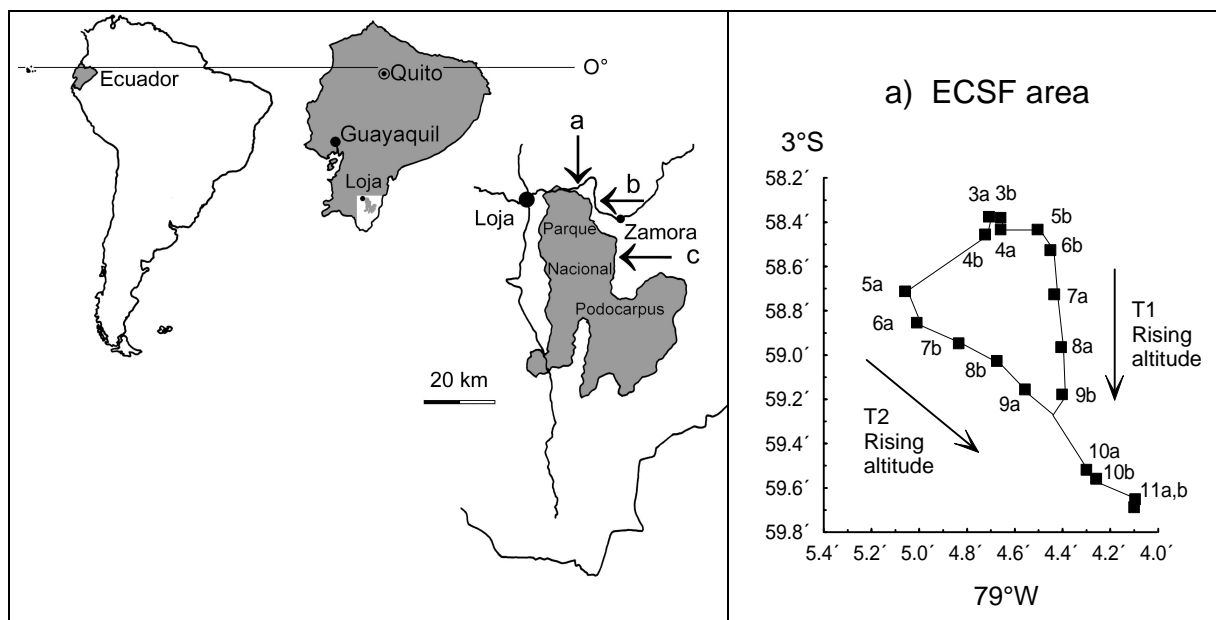 Ecuador
Quito
O°
Guayaquil
Loja
a
b
Loja
Zamora
Parque
Nacional
c
Podocarpus
20 km
a) ECSF area
3°S
58.2´
58.4´
58.6´
58.8´
59.0´
59.2´
59.4´
59.6´
59.8´
3a 3b
5b
4b
4a
6b
5a
7a
6a
7b
8a
8b
9a
9b
10a
10b
11a,b
T1
Rising
altitude
T2
Rising
altitude
5.4´ 5.2´ 5.0´ 4.8´ 4.6´ 4.4´ 4.2´ 4.0´
79°W